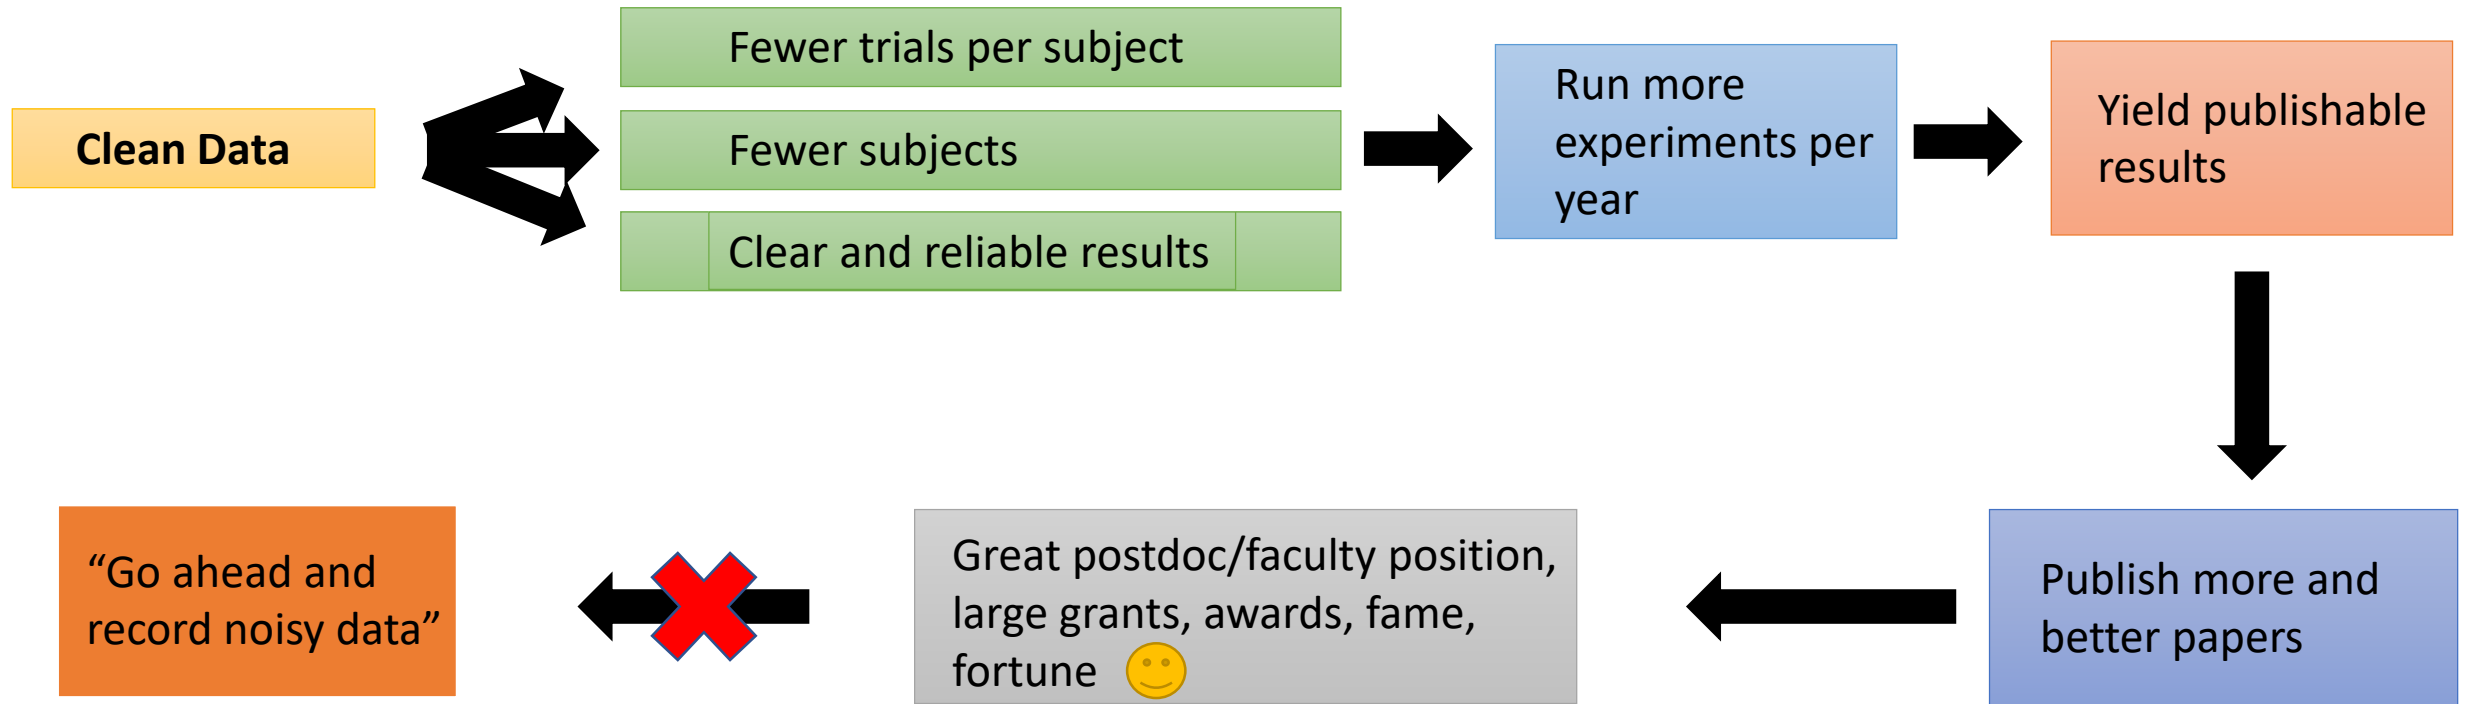 Clean Data
Fewer trials per subject
Fewer subjects
Clear and reliable results
Run more
experiments per
year
Yield publishable
results
Publish more and
better papers
Great postdoc/faculty position,
large grants, awards, fame,
fortune
“Go ahead and
record noisy data”